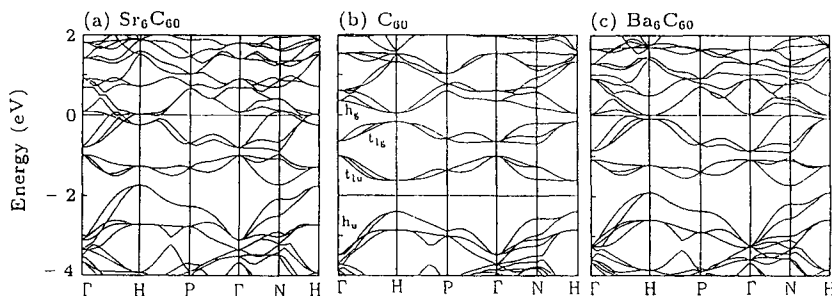 (a) Sr₆C₆₀
(b) C₆₀
(c) Ba₆C₆₀
Energy (eV)
2
0
− 2
− 4
hg
t1g
t1u
hu
Γ H P Γ N H
Γ H P Γ N H
Γ H P Γ N H